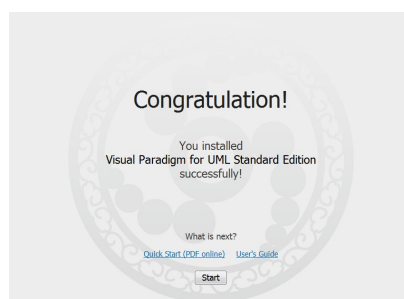 Congratulation!
You installed
Visual Paradigm for UML Standard Edition
successfully!
What is next?
Quick Start (PDF online) User's Guide
Start